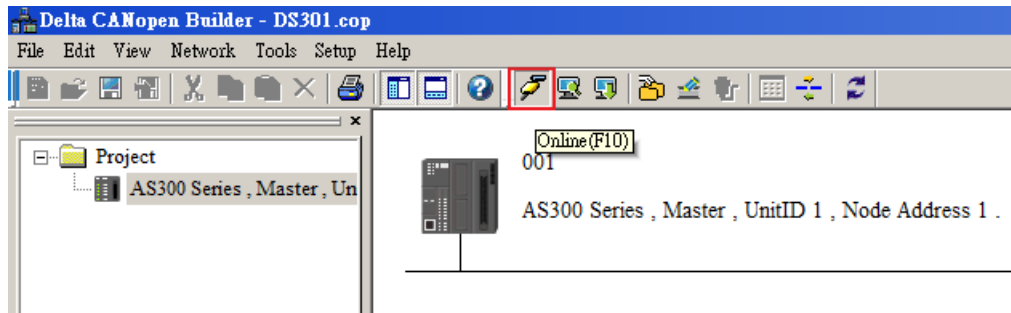 Delta CANopen Builder - DS301.cop
File Edit View Network Tools Setup Help
Project
AS300 Series , Master , Un
Online(F10)
001
AS300 Series , Master , UnitID 1 , Node Address 1 .